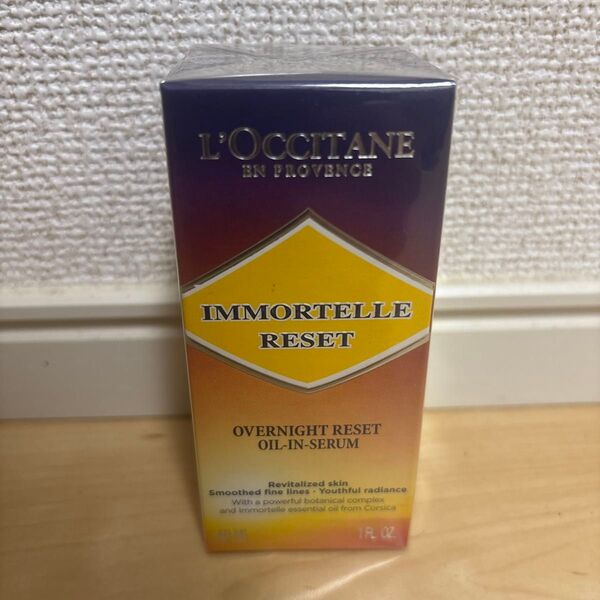 L'OCCITANE
EN PROVENCE
IMMORTELLE
RESET
OVERNIGHT RESET
OIL-IN-SERUM
Revitalized skin
Smoothed fine lines · Youthful radiance
With a powerful botanical complex
and immortelle essential oil from Corsica
1 FL OZ.